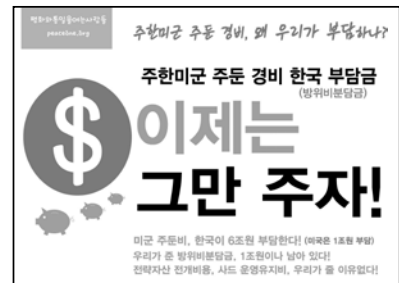 평화와통일을여는사람들
peaceone.org
주한미군 주둔 경비, 왜 우리가 부담하나?
주한미군 주둔 경비 한국 부담금
(방위비분담금)
$
이제는
그만 주자!
미군 주둔비, 한국이 6조원 부담한다! (미국은 1조원 부담)
우리가 준 방위비분담금, 1조원이나 남아 있다!
전략자산 전개비용, 사드 운영유지비, 우리가 줄 이유없다!